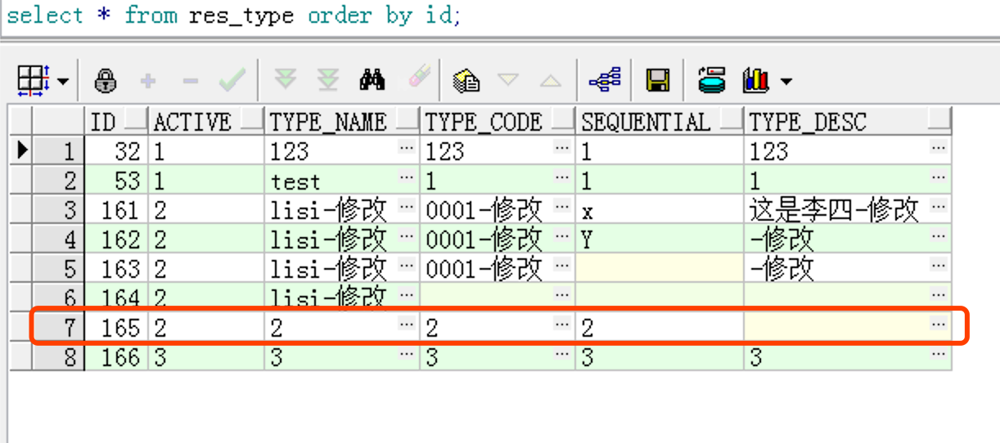 select * from res_type order by id;
ID ACTIVE TYPE_NAME TYPE_CODE SEQUENTIAL TYPE_DESC
1 32 1 123 ... 123 ... 1 123 ...
2 53 1 test ... 1 ... 1 1 ...
3 161 2 lisi-修改 ... 0001-修改 ... x 这是李四-修改 ...
4 162 2 lisi-修改 ... 0001-修改 ... Y -修改 ...
5 163 2 lisi-修改 ... 0001-修改 ... -修改 ...
6 164 2 lisi-修改 ... ... ...
7 165 2 2 ... 2 ... 2 ...
8 166 3 3 ... 3 ... 3 3 ...